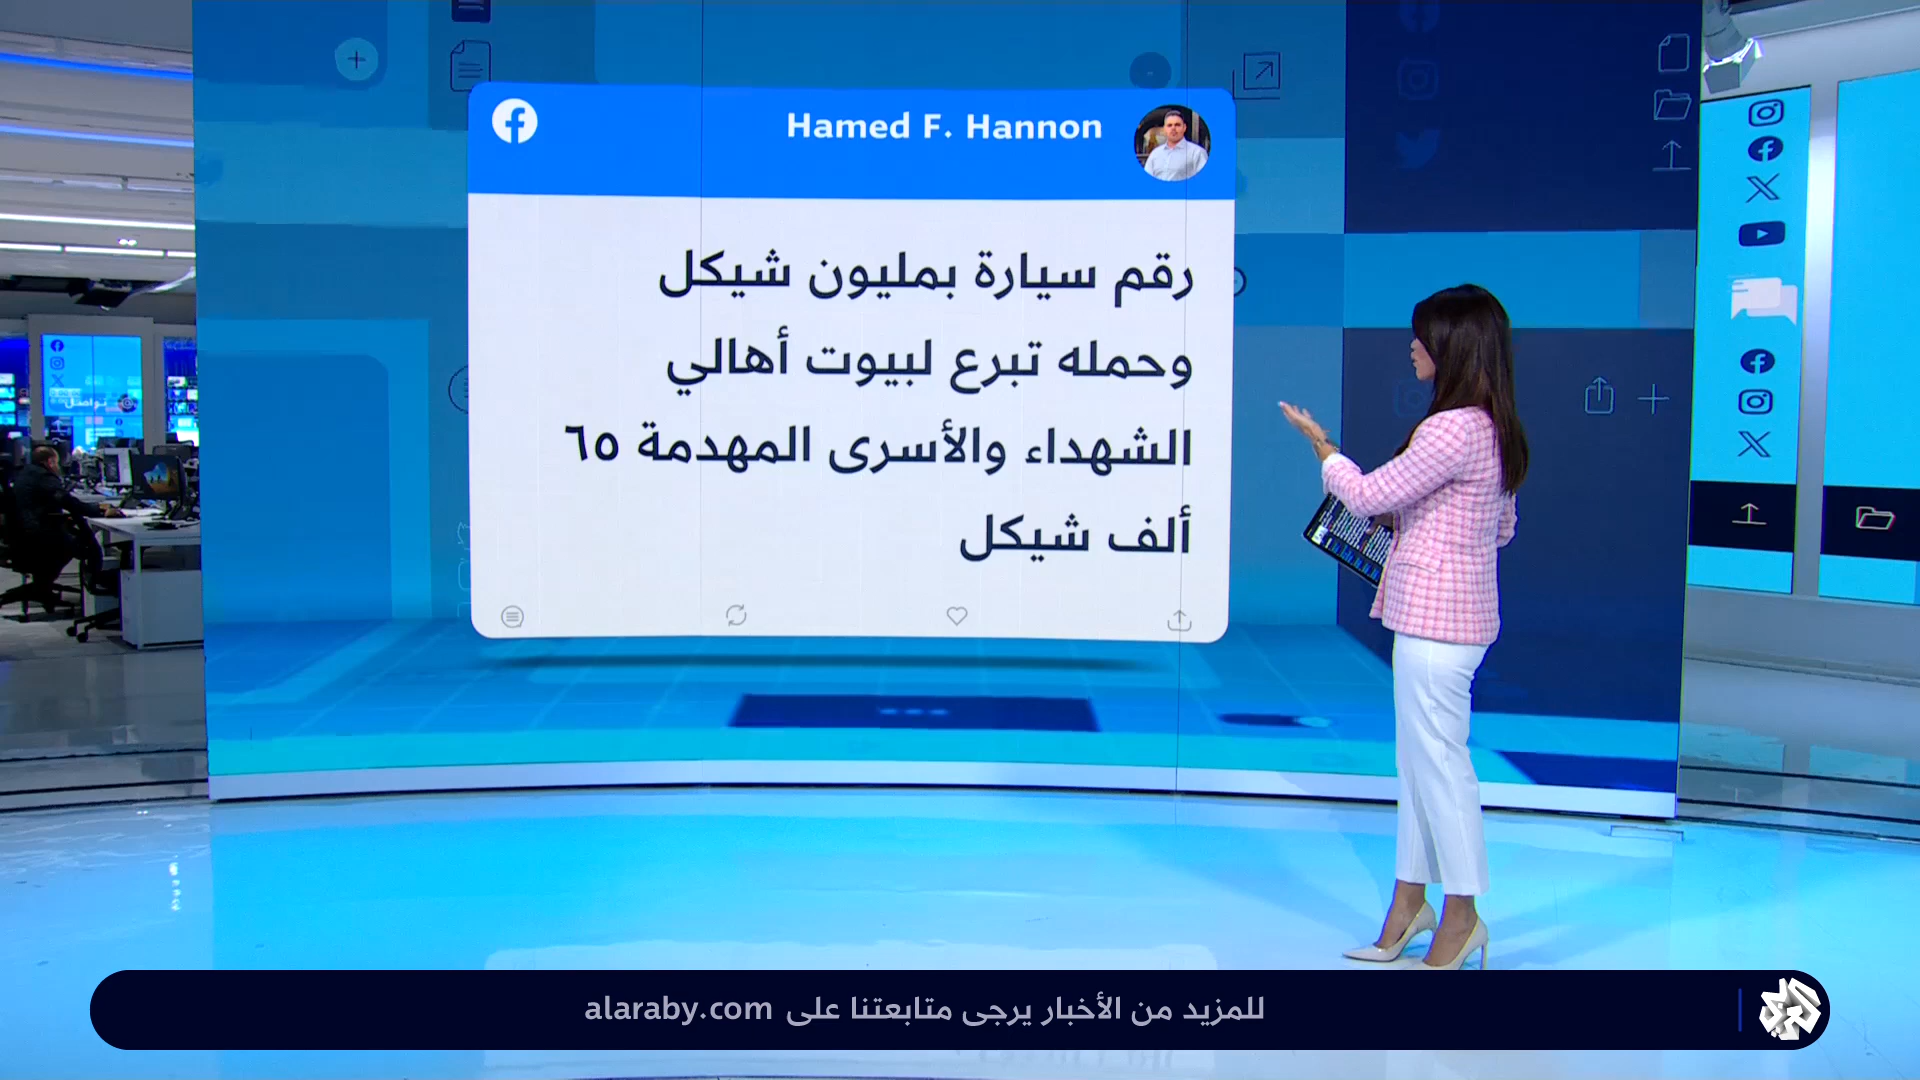 Hamed F. Hannon
رقم سيارة بمليون شيكل
وحمله تبرع لبيوت أهالي
الشهداء والأسرى المهدمة ٦٥
ألف شيكل
تواصل
للمزيد من الأخبار يرجى متابعتنا على alaraby.com